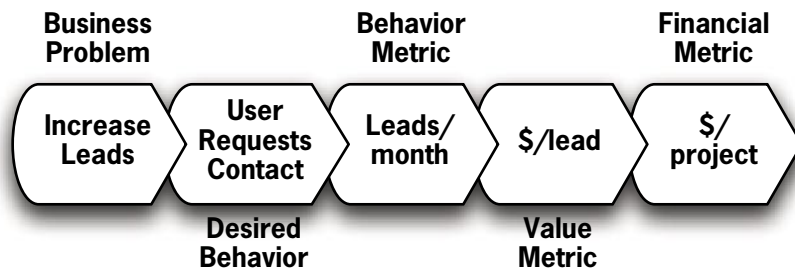 Business
Problem
Behavior
Metric
Financial
Metric
Increase
Leads
User
Requests
Contact
Leads/
month
$/lead
$/
project
Desired
Behavior
Value
Metric